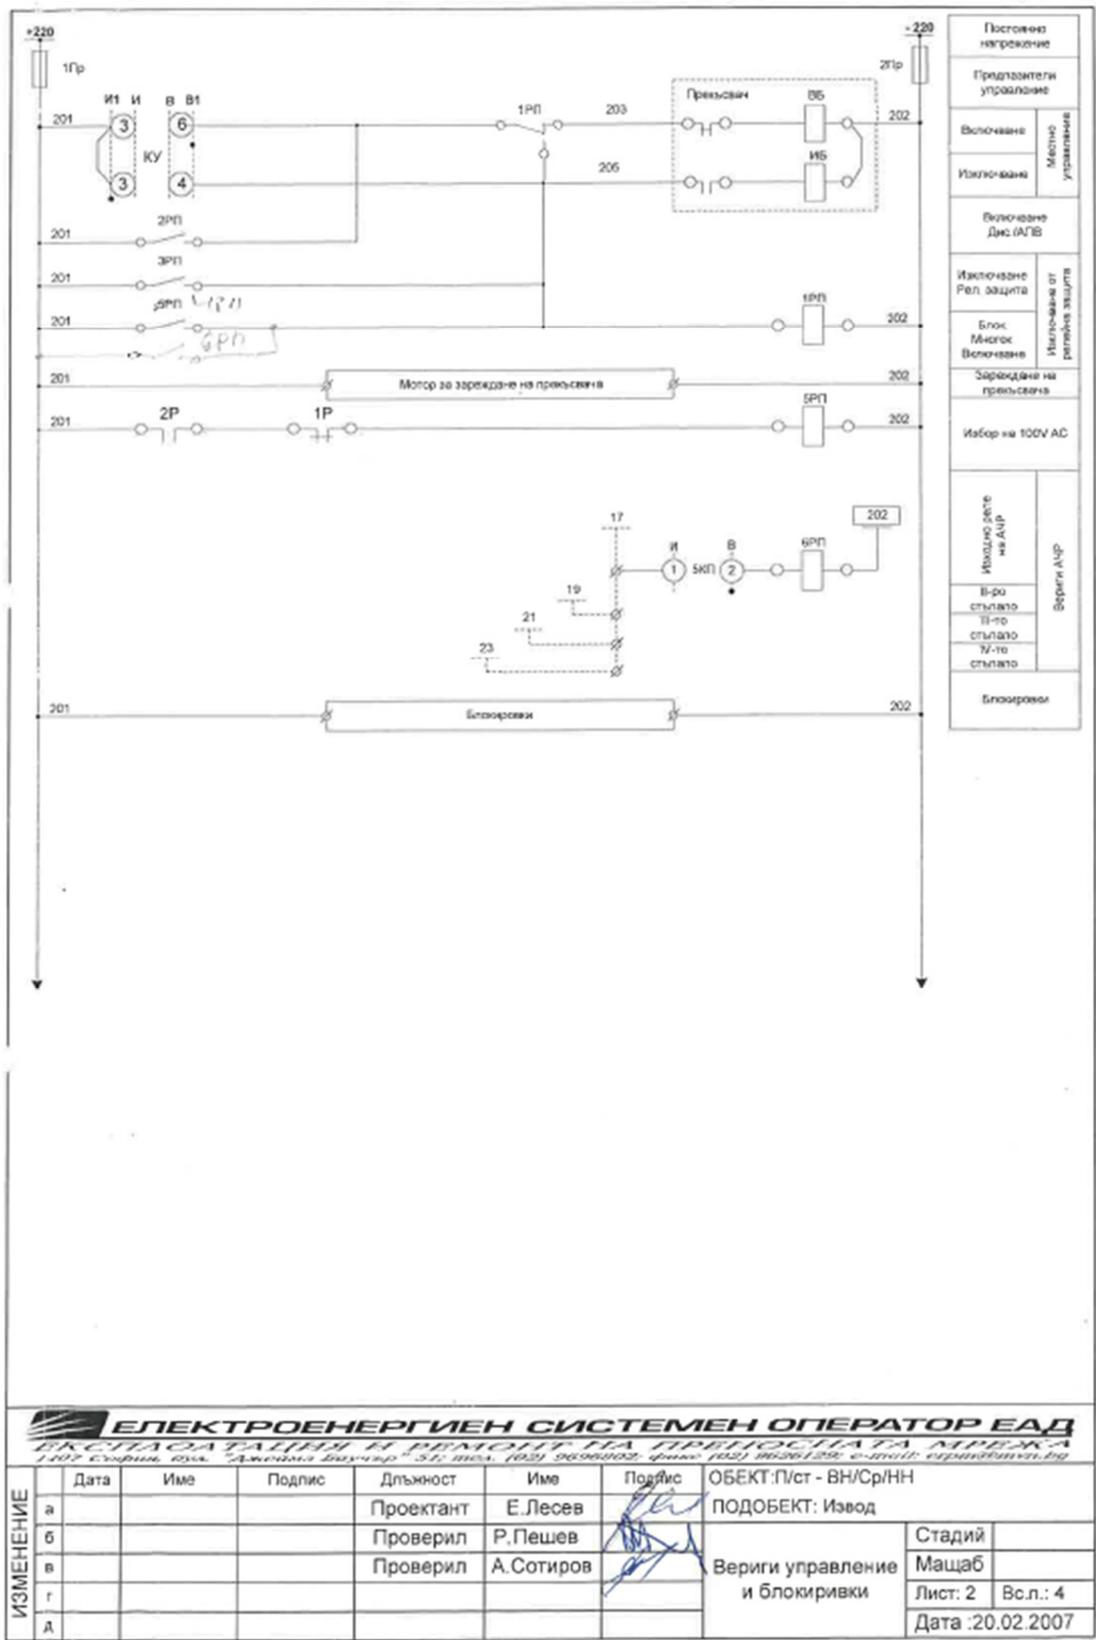 +220
- 220
1Пр
2Пр
И1 И В В1
201
3
6
КУ
3
4
1РП
203
205
Прекъсвач
ВБ
ИБ
202
2РП
201
3РП
201
5РП 4РП
201
6РП
1РП
202
201
Мотор за зареждане на прекъсвача
202
201
2Р
1Р
5РП
202
17
И
В
1
5КП
2
6РП
202
19
21
23
201
Блокировки
202
Постоянно
напрежение
Предпазители
управление
Включване
Изключване
Местно
управление
Включване
Дис./АПВ
Изключване
Рел. защита
Блок.
Многок
Включване
Изключване от
релейна защита
Зареждане на
прекъсвача
Избор на 100V AC
Изходно реле
на АЧР
II-ро
стъпало
III-то
стъпало
IV-то
стъпало
Вериги АЧР
Блокировки
ЕЛЕКТРОЕНЕРГИЕН СИСТЕМЕН ОПЕРАТОР ЕАД
ЕКСПЛОАТАЦИЯ И РЕМОНТ НА ПРЕНОСНАТА МРЕЖА
ИЗМЕНЕНИЕ
Дата Име Подпис Длъжност Име Подпис
а Проектант Е.Лесев
б Проверил Р.Пешев
в Проверил А.Сотиров
г
д
ОБЕКТ:П/ст - ВН/Ср/НН
ПОДОБЕКТ: Извод
Вериги управление
и блокиривки
Стадий
Мащаб
Лист: 2 Вс.л.: 4
Дата :20.02.2007